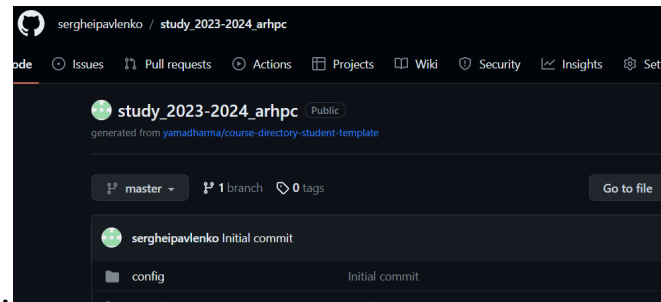 sergheipavlenko / study_2023-2024_arhpc
ode Issues Pull requests Actions Projects Wiki Security Insights Set
study_2023-2024_arhpc Public
generated from yamadharma/course-directory-student-template
master 1 branch 0 tags Go to file
sergheipavlenko Initial commit
config Initial commit